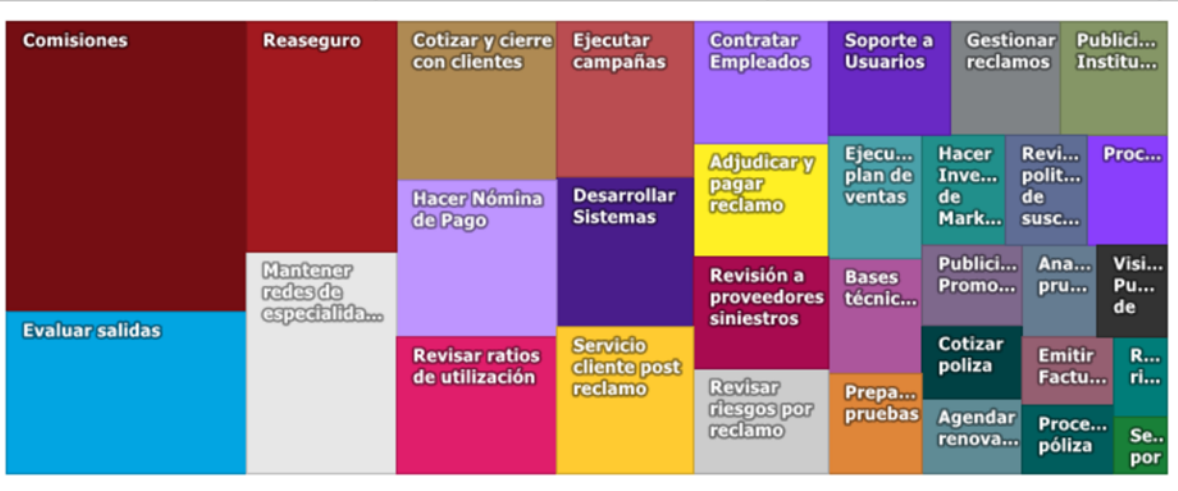 Comisiones
Evaluar salidas
Reaseguro
Mantener
redes de
especialida...
Cotizar y cierre
con clientes
Hacer Nómina
de Pago
Revisar ratios
de utilización
Ejecutar
campañas
Desarrollar
Sistemas
Servicio
cliente post
reclamo
Contratar
Empleados
Adjudicar y
pagar
reclamo
Revisión a
proveedores
siniestros
Revisar
riesgos por
reclamo
Soporte a
Usuarios
Gestionar
reclamos
Publici...
Institu...
Ejecu...
plan de
ventas
Bases
técnic...
Prepa...
pruebas
Hacer
Inve...
de
Mark...
Revi...
polit...
de
susc...
Proc...
Publici...
Promo...
Ana...
pru...
Visi...
Pu...
de
Cotizar
poliza
Agendar
renova...
Emitir
Factu...
R...
ri...
Proce...
póliza
Se..
por